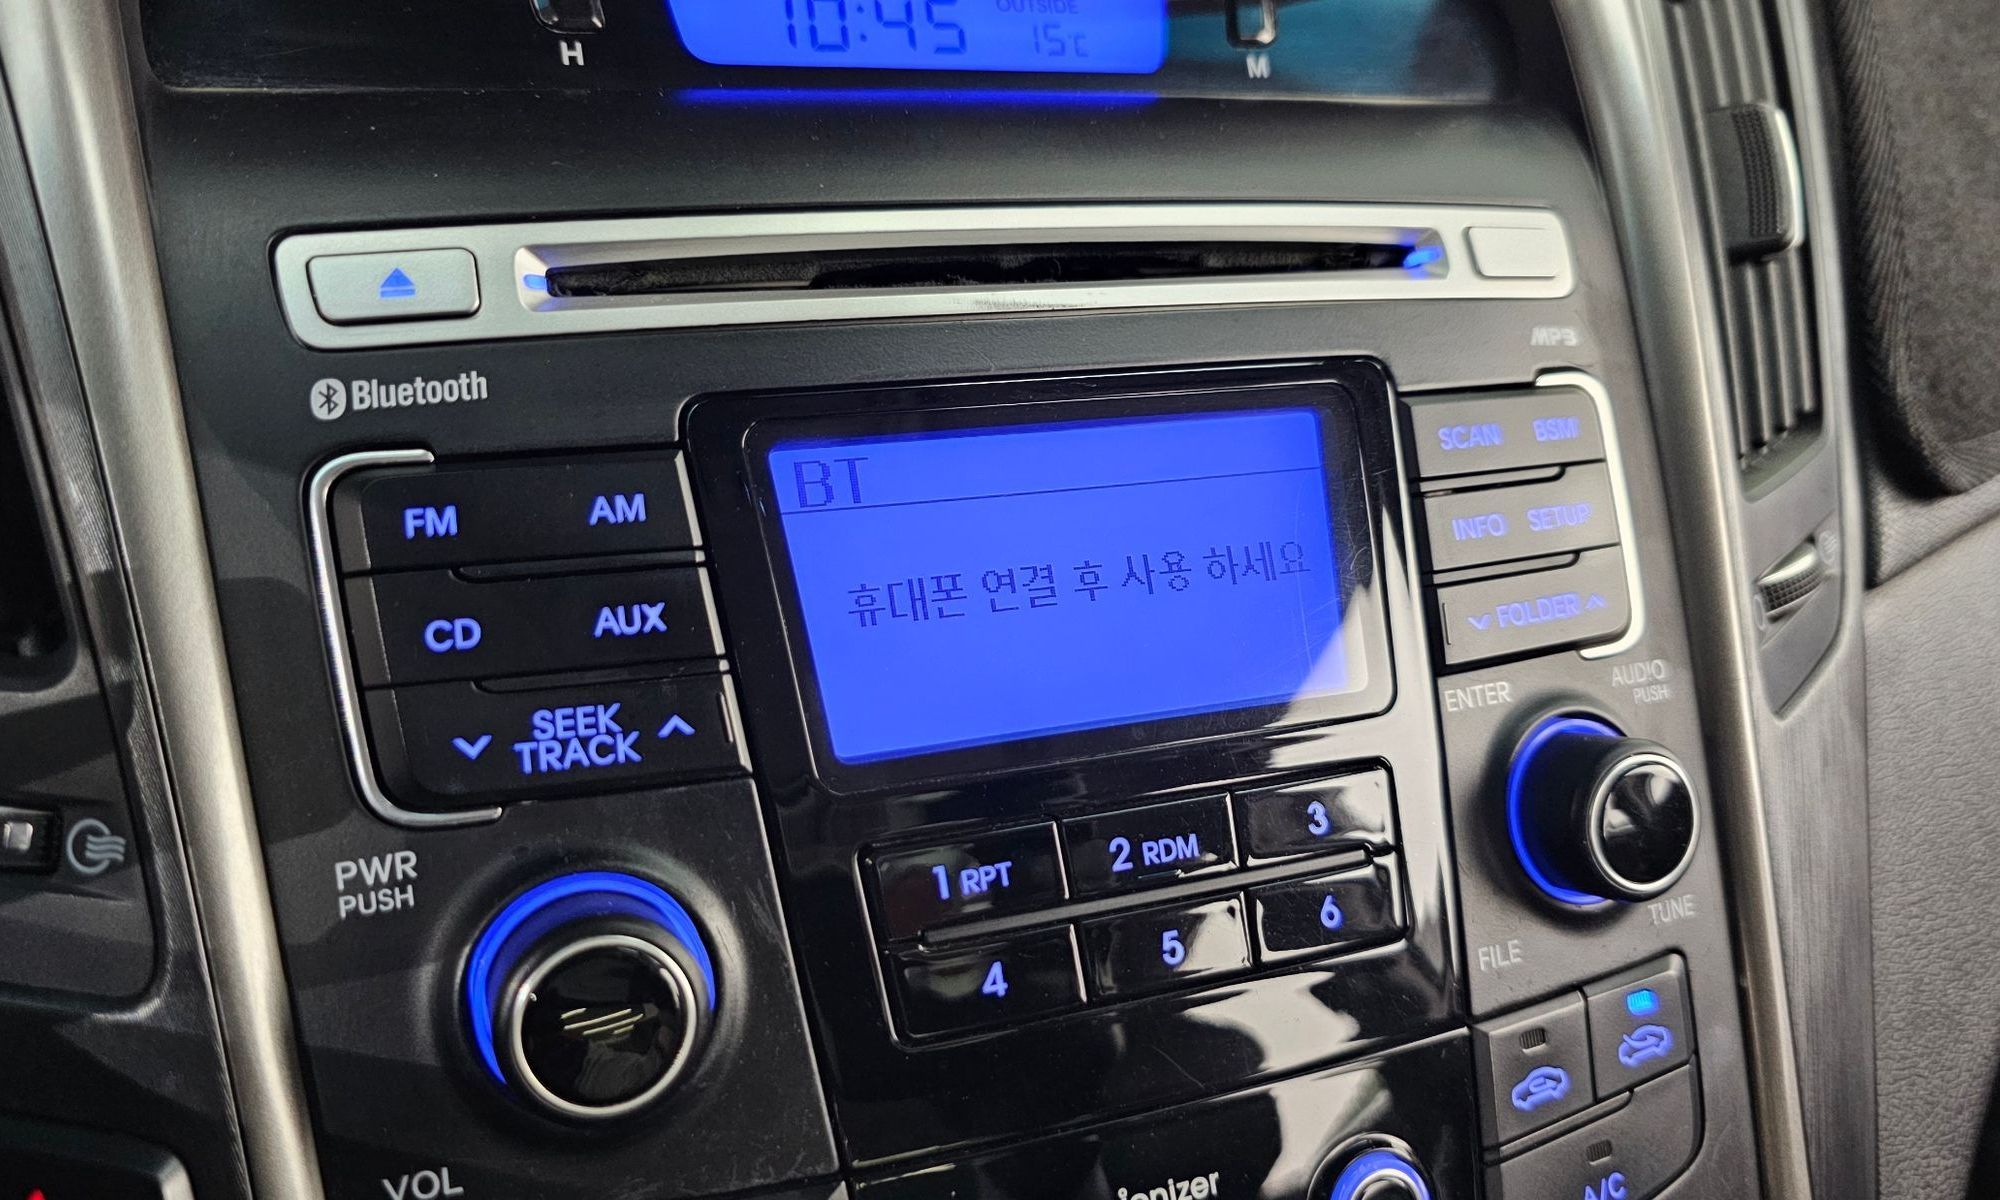 10:45
OUTSIDE
15℃
H
M
MP3
Bluetooth
BT
휴대폰 연결 후 사용 하세요
FM
AM
CD
AUX
SEEK
TRACK
SCAN
BSM
INFO
SETUP
FOLDER
ENTER
AUDIO
PUSH
PWR
PUSH
1 RPT
2 RDM
3
4
5
6
TUNE
FILE
VOL
ionizer
A/C